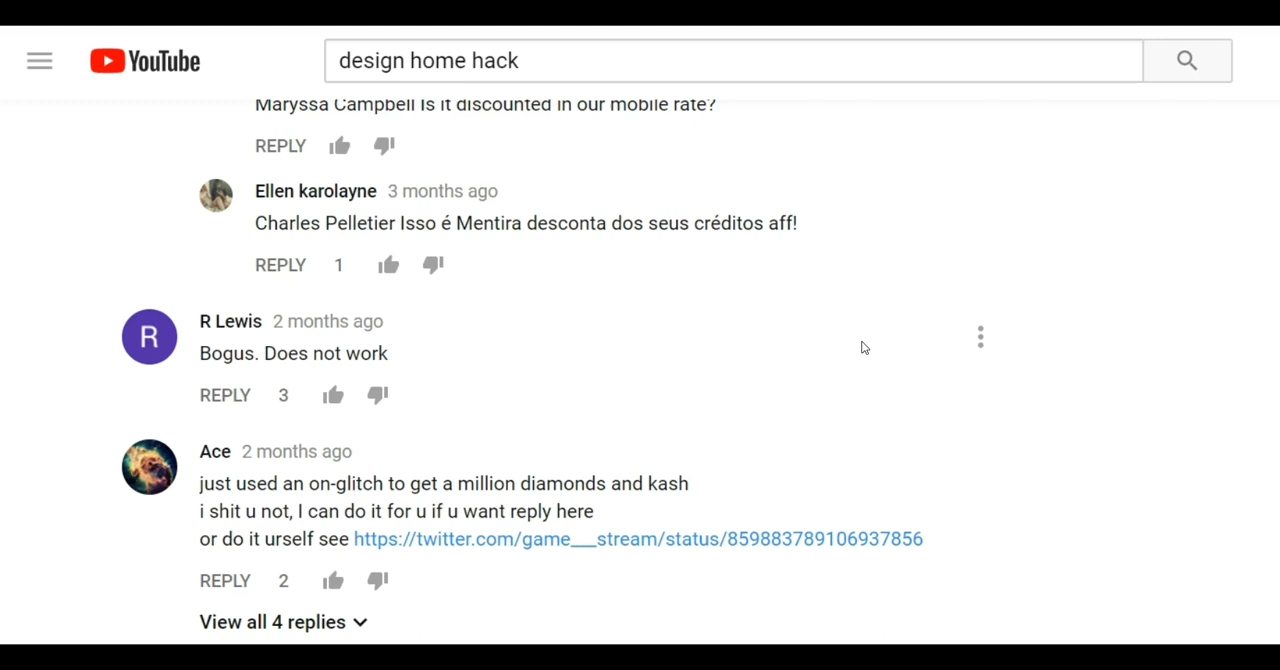 YouTube
design home hack
Maryssa Campbell Is it discounted in our mobile rate?
REPLY
Ellen karolayne 3 months ago
Charles Pelletier Isso é Mentira desconta dos seus créditos aff!
REPLY 1
R
R Lewis 2 months ago
Bogus. Does not work
REPLY 3
Ace 2 months ago
just used an on-glitch to get a million diamonds and kash
i shit u not, I can do it for u if u want reply here
or do it urself see https://twitter.com/game___stream/status/859883789106937856
REPLY 2
View all 4 replies